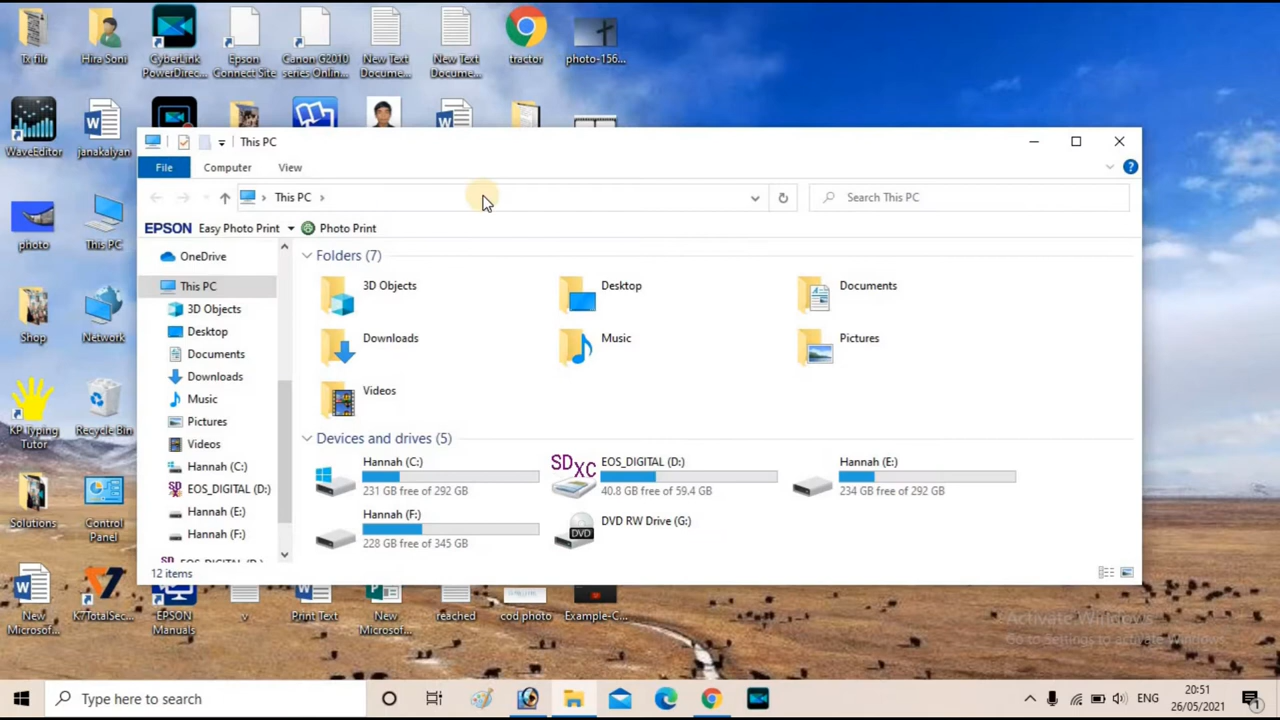 1x filr
Hira Soni
CyberLink
PowerDirec...
Epson
Connect Site
Canon G2010
series Onlin...
New Text
Docume...
New Text
Docume...
tractor
photo-156...
WaveEditor
janakalyan
This PC
File
Computer
View
This PC
Search This PC
EPSON Easy Photo Print
Photo Print
photo
This PC
Shop
Network
KP Typing
Tutor
Recycle Bin
Solutions
Control
Panel
OneDrive
This PC
3D Objects
Desktop
Documents
Downloads
Music
Pictures
Videos
Hannah (C:)
EOS_DIGITAL (D:)
Hannah (E:)
Hannah (F:)
EOS_DIGITAL (D:)
Folders (7)
3D Objects
Desktop
Documents
Downloads
Music
Pictures
Videos
Devices and drives (5)
Hannah (C:)
231 GB free of 292 GB
SDXC
EOS_DIGITAL (D:)
40.8 GB free of 59.4 GB
Hannah (E:)
234 GB free of 292 GB
Hannah (F:)
228 GB free of 345 GB
DVD
DVD RW Drive (G:)
12 items
New
Microsof...
K7TotalSec...
EPSON
Manuals
v
Print Text
New
Microsof...
reached
cod photo
Example-C...
Activate Windows
Go to Settings to activate Windows.
Type here to search
ENG
20:51
26/05/2021
1